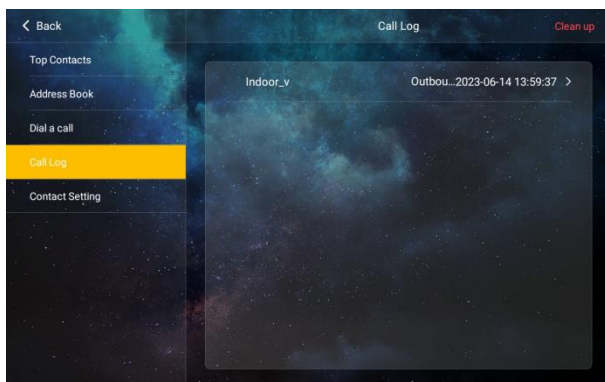 Back
Call Log
Clean up
Top Contacts
Address Book
Dial a call
Call Log
Contact Setting
Indoor_v
Outbou...2023-06-14 13:59:37